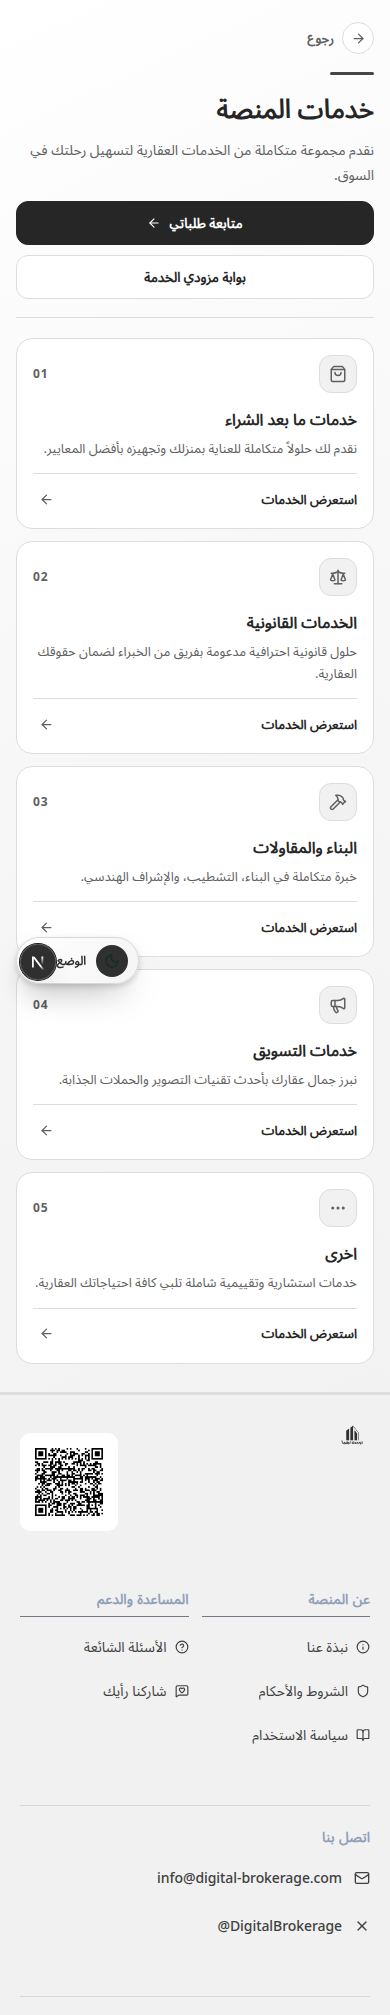 رجوع
خدمات المنصة
نقدم مجموعة متكاملة من الخدمات العقارية لتسهيل رحلتك في
السوق.
متابعة طلباتي
بوابة مزودي الخدمة
01
خدمات ما بعد الشراء
نقدم لك حلولاً متكاملة للعناية بمنزلك وتجهيزه بأفضل المعايير.
استعرض الخدمات
02
الخدمات القانونية
حلول قانونية احترافية مدعومة بفريق من الخبراء لضمان حقوقك
العقارية.
استعرض الخدمات
03
البناء والمقاولات
خبرة متكاملة في البناء، التشطيب، والإشراف الهندسي.
استعرض الخدمات
الوضع
N
04
خدمات التسويق
نبرز جمال عقارك بأحدث تقنيات التصوير والحملات الجذابة.
استعرض الخدمات
05
اخرى
خدمات استشارية وتقييمية شاملة تلبي كافة احتياجاتك العقارية.
استعرض الخدمات
عن المنصة
نبذة عنا
الشروط والأحكام
سياسة الاستخدام
المساعدة والدعم
الأسئلة الشائعة
شاركنا رأيك
اتصل بنا
info@digital-brokerage.com
@DigitalBrokerage